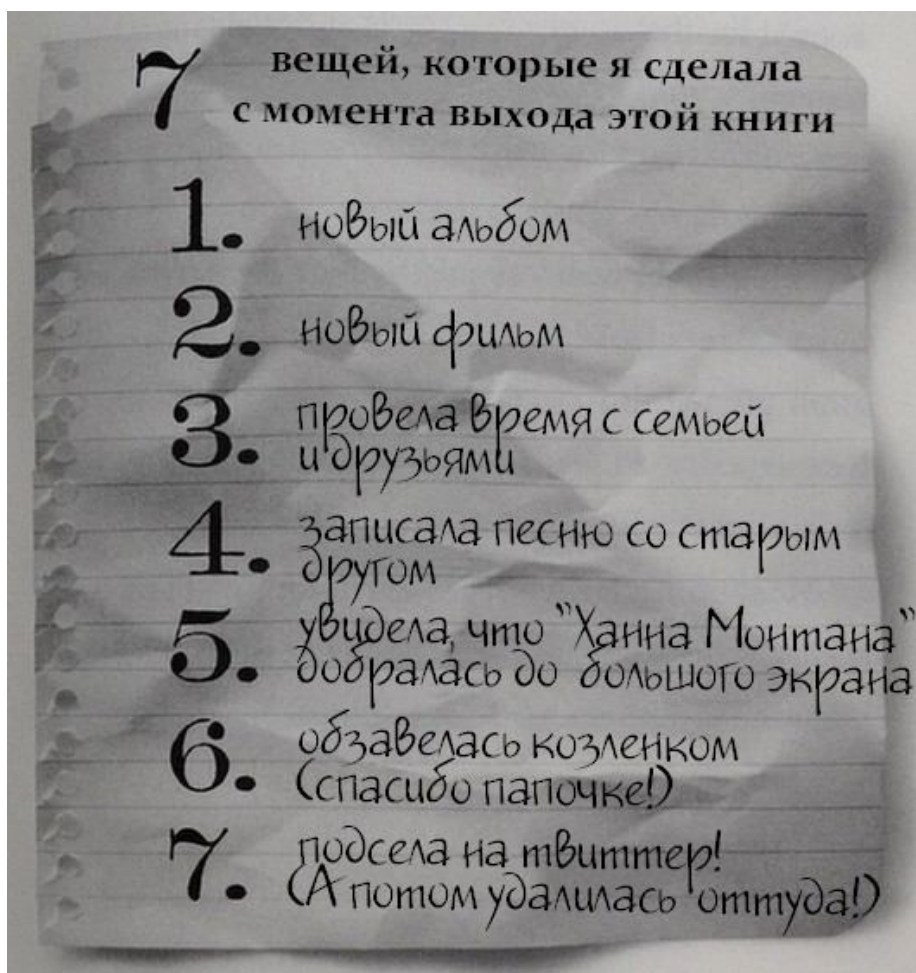 7 вещей, которые я сделала
с момента выхода этой книги
1. новый альбом
2. новый фильм
3. провела время с семьей
и друзьями
4. записала песню со старым
другом
5. увидела, что "Ханна Монтана"
добралась до большого экрана
6. обзавелась козленком
(спасибо папочке!)
7. подсела на твиттер!
(А потом удалилась оттуда!)